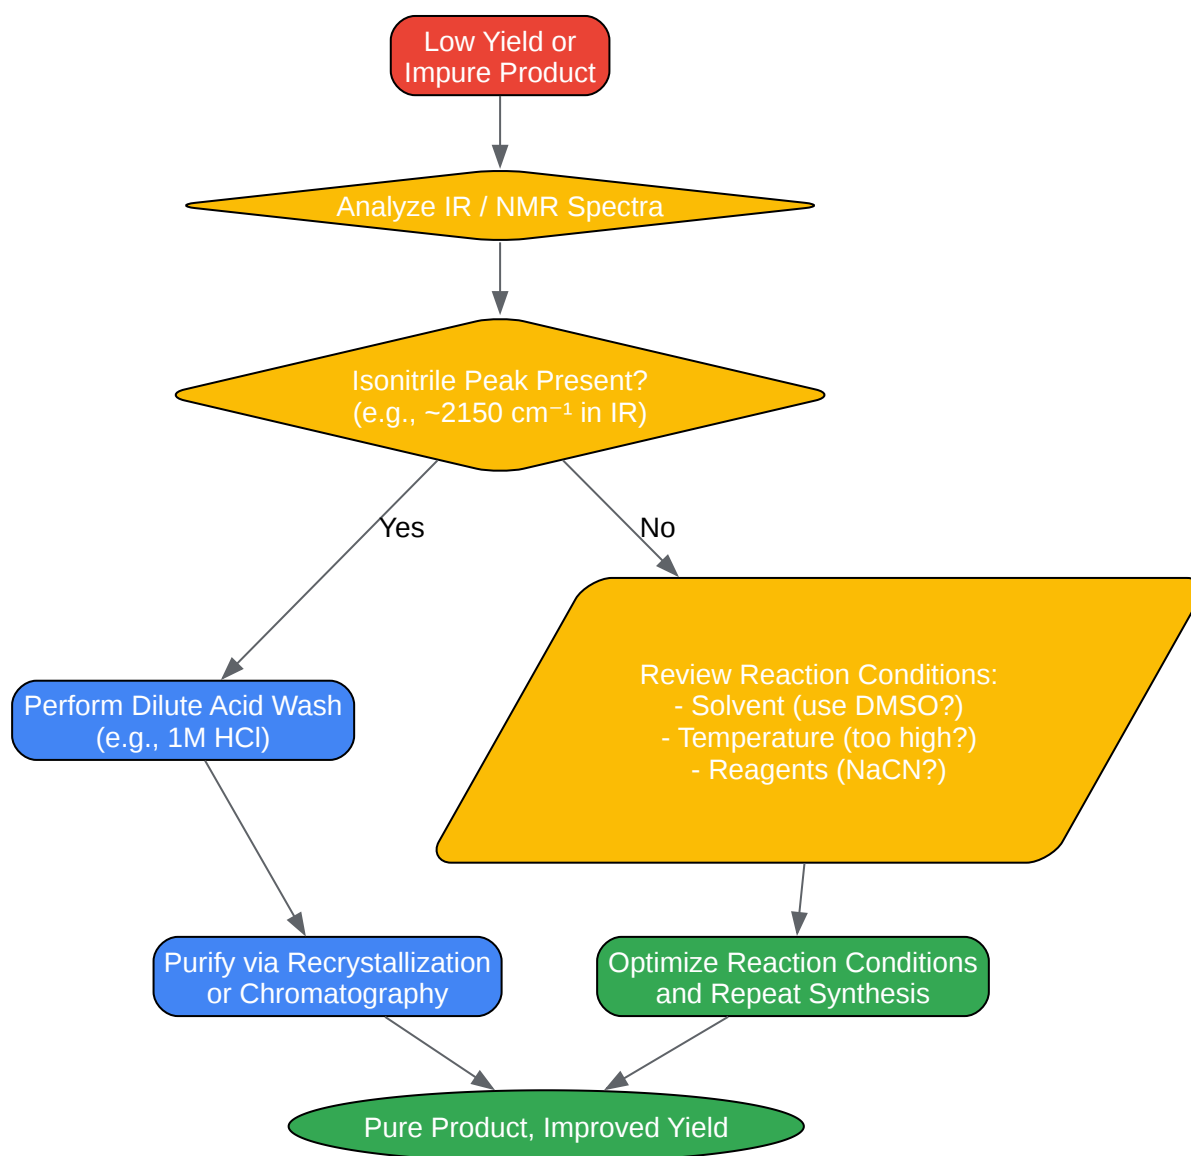 Low Yield or
Impure Product
Analyze IR / NMR Spectra
Isonitrile Peak Present?
(e.g., ~2150 cm⁻¹ in IR)
Yes
No
Perform Dilute Acid Wash
(e.g., 1M HCl)
Review Reaction Conditions:
- Solvent (use DMSO?)
- Temperature (too high?)
- Reagents (NaCN?)
Purify via Recrystallization
or Chromatography
Optimize Reaction Conditions
and Repeat Synthesis
Pure Product, Improved Yield